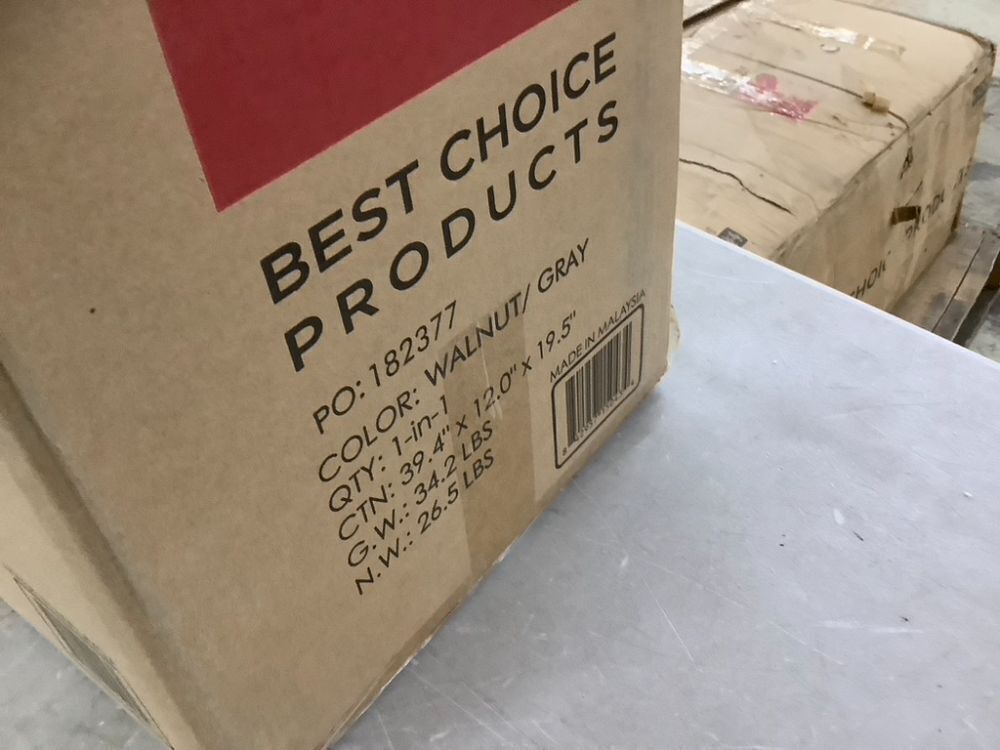 BEST CHOICE
PRODUCTS
PO: 182377
COLOR: WALNUT/ GRAY
QTY: 1-in-1
CTN: 39.4" x 12.0" x 19.5"
G.W.: 34.2 LBS
N.W.: 26.5 LBS
MADE IN MALAYSIA